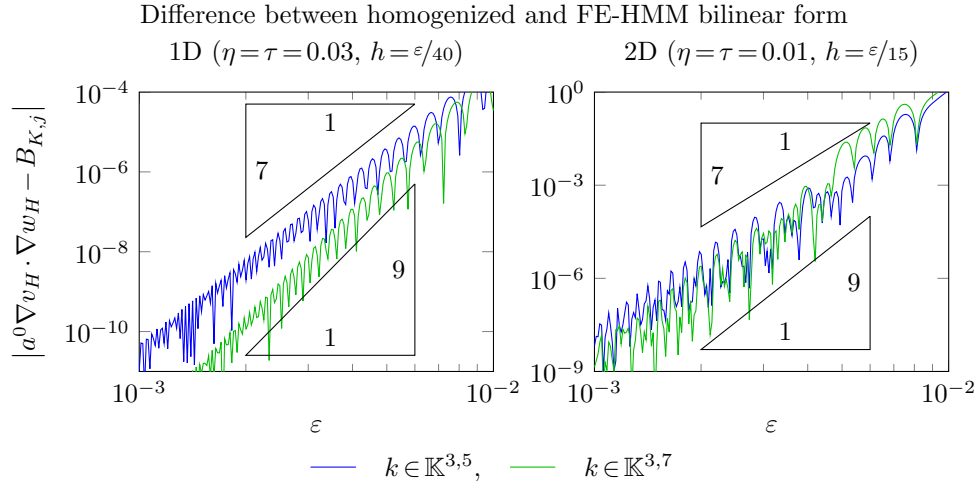 Difference between homogenized and FE-HMM bilinear form
1D (η = τ = 0.03, h = ε/40)
2D (η = τ = 0.01, h = ε/15)
|a⁰∇v_H · ∇w_H − B_{K,j}|
10⁻⁴
10⁻⁶
10⁻⁸
10⁻¹⁰
10⁻³
10⁻²
ε
1
7
9
1
10⁰
10⁻³
10⁻⁶
10⁻⁹
10⁻³
10⁻²
ε
1
7
9
1
k ∈ 𝕂³,⁵,
k ∈ 𝕂³,⁷